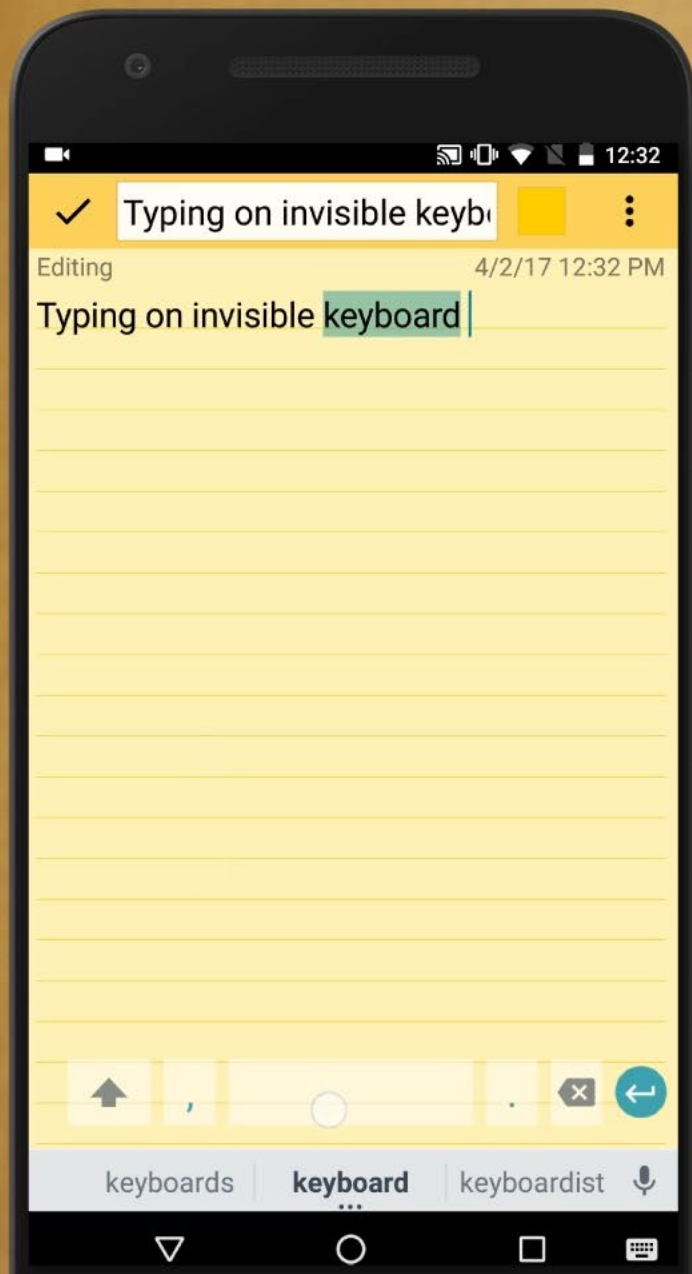 12:32
Typing on invisible keyb
Editing 4/2/17 12:32 PM
Typing on invisible keyboard
, .
keyboards keyboard keyboardist